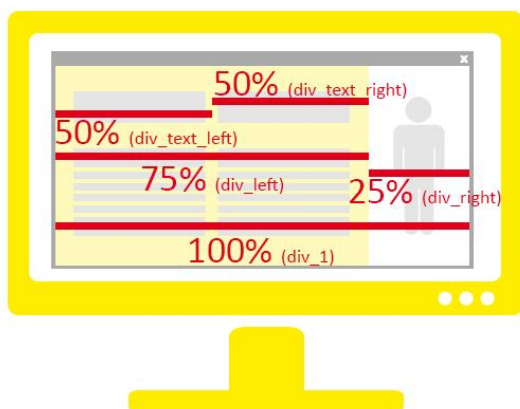 x
50% (div_text_right)
50% (div_text_left)
75% (div_left)
25% (div_right)
100% (div_1)